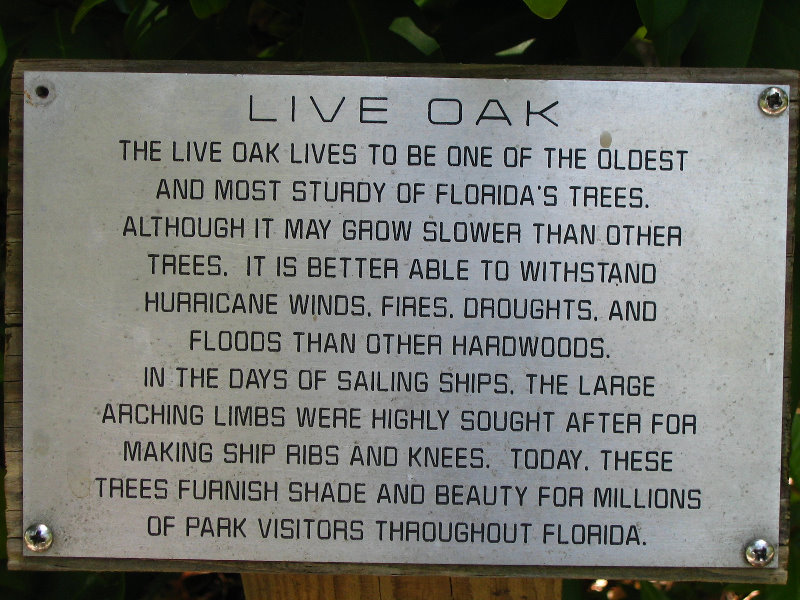 LIVE OAK
THE LIVE OAK LIVES TO BE ONE OF THE OLDEST
AND MOST STURDY OF FLORIDA'S TREES.
ALTHOUGH IT MAY GROW SLOWER THAN OTHER
TREES. IT IS BETTER ABLE TO WITHSTAND
HURRICANE WINDS, FIRES, DROUGHTS, AND
FLOODS THAN OTHER HARDWOODS.
IN THE DAYS OF SAILING SHIPS, THE LARGE
ARCHING LIMBS WERE HIGHLY SOUGHT AFTER FOR
MAKING SHIP RIBS AND KNEES. TODAY, THESE
TREES FURNISH SHADE AND BEAUTY FOR MILLIONS
OF PARK VISITORS THROUGHOUT FLORIDA.